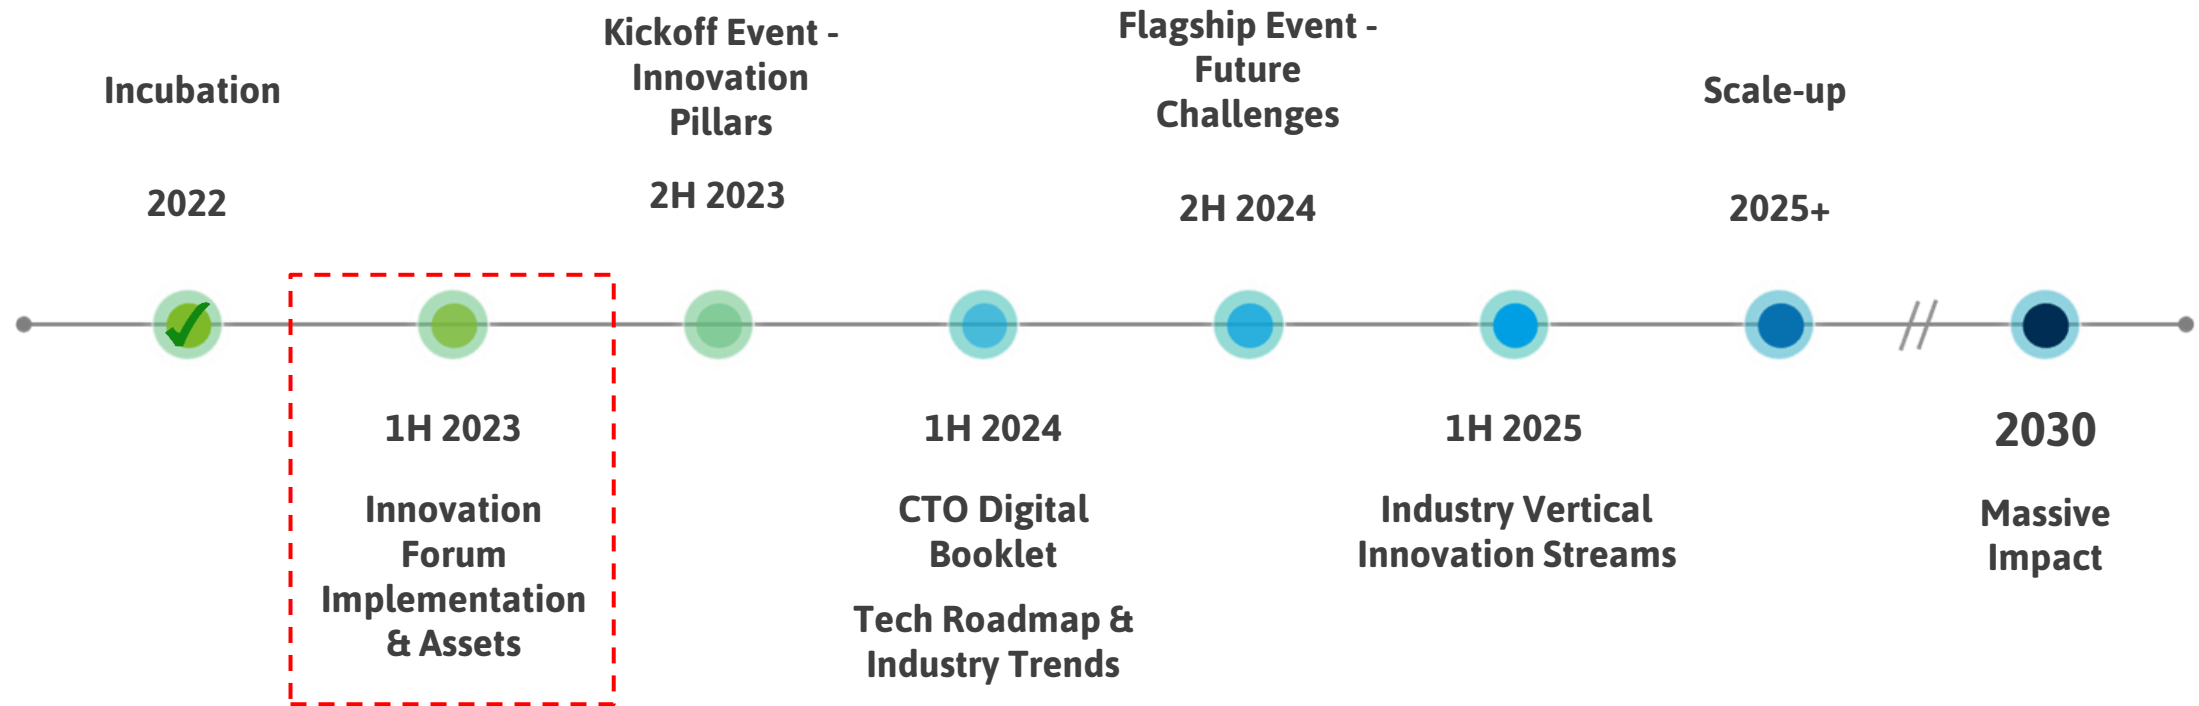 Incubation
2022
1H 2023
Innovation
Forum
Implementation
& Assets
Kickoff Event -
Innovation
Pillars
2H 2023
1H 2024
CTO Digital
Booklet
Tech Roadmap &
Industry Trends
Flagship Event -
Future
Challenges
2H 2024
1H 2025
Industry Vertical
Innovation Streams
Scale-up
2025+
2030
Massive
Impact